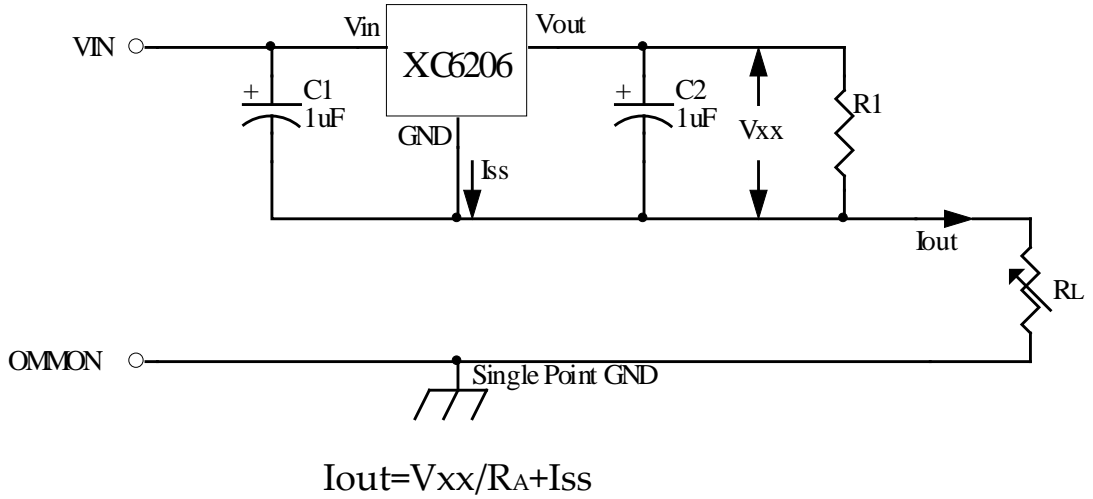 Vin
Vout
VIN
XC6206
+
C1
1uF
+
C2
1uF
Vxx
R1
GND
Iss
Iout
RL
OMMON
Single Point GND
Iout=Vxx/RA+Iss